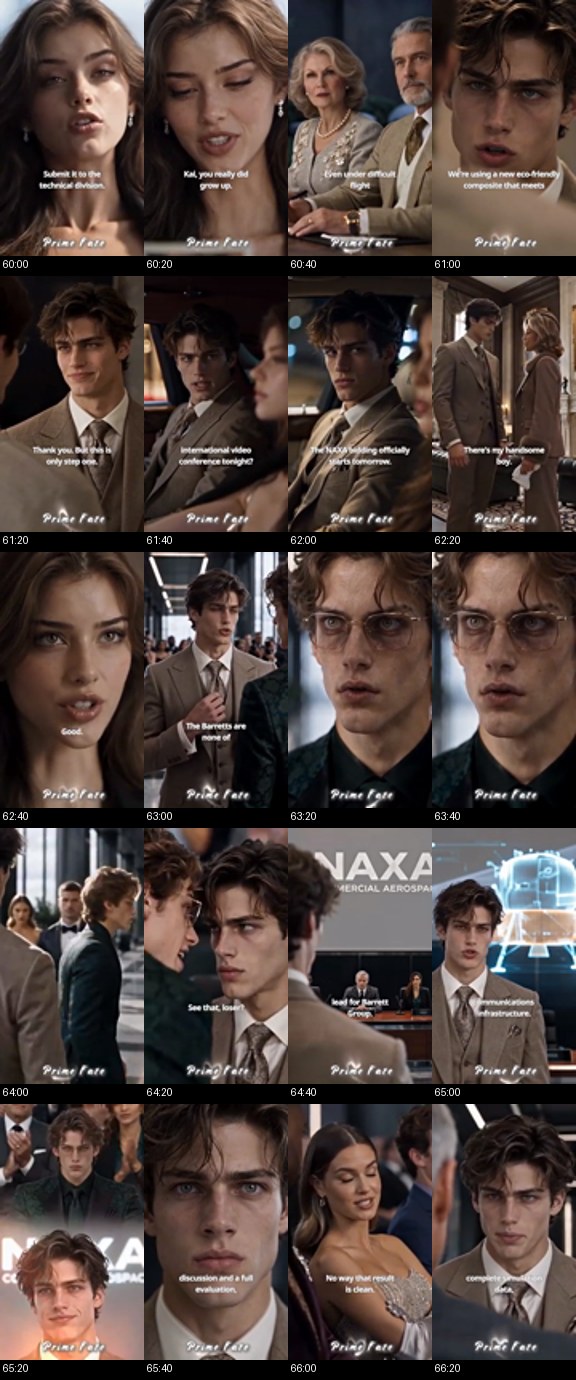 Submit it to the
technical division.
Prime Fate
60:00
Kai, you really did
grow up.
Prime Fate
60:20
Even under difficult
flight
Prime Fate
60:40
We're using a new eco-friendly
composite that meets
Prime Fate
61:00
Thank you. But this is
only step one.
Prime Fate
61:20
international video
conference tonight?
Prime Fate
61:40
The NAXA bidding officially
starts tomorrow.
Prime Fate
62:00
There's my handsome
boy.
Prime Fate
62:20
Good.
Prime Fate
62:40
The Barretts are
none of
Prime Fate
63:00
Prime Fate
63:20
Prime Fate
63:40
Prime Fate
64:00
See that, loser?
Prime Fate
64:20
NAXA
MERCIAL AEROSPA
lead for Barrett
Group.
Prime Fate
64:40
communications
infrastructure.
Prime Fate
65:00
NAXA
CO
OSPAC
Prime Fate
65:20
discussion and a full
evaluation,
Prime Fate
65:40
No way that result
is clean.
Prime Fate
66:00
complete simulation
data,
Prime Fate
66:20